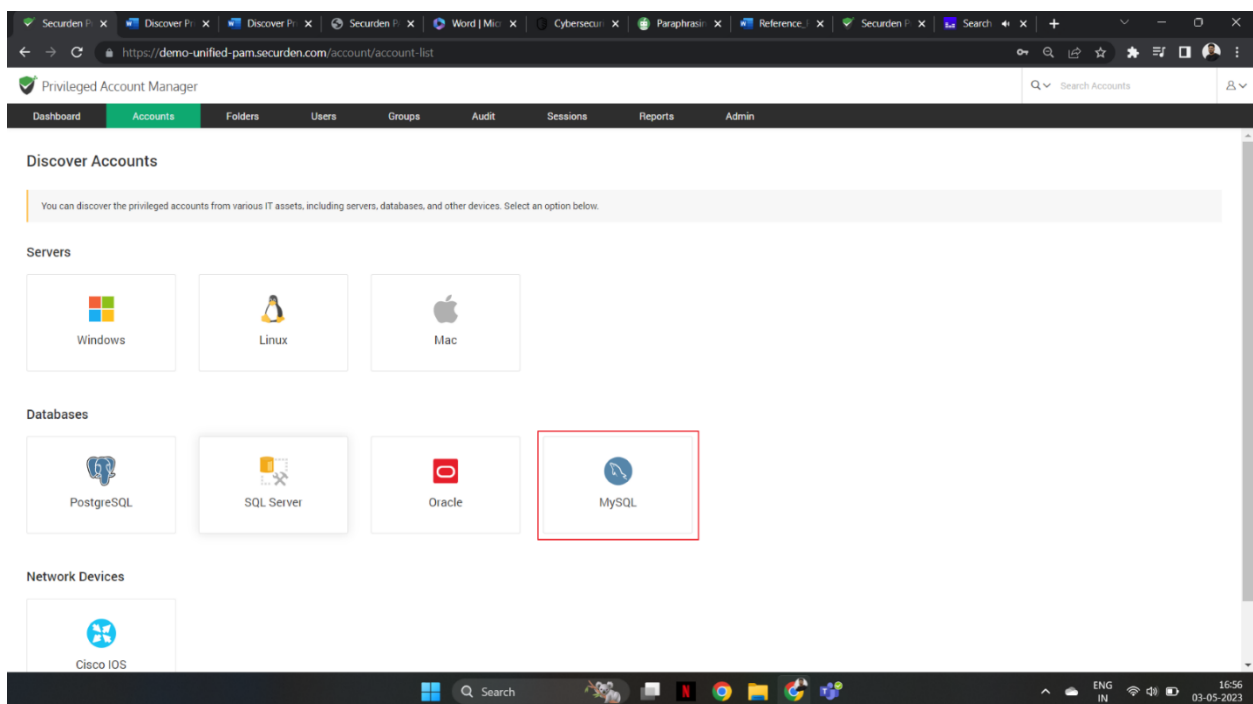 Securden P
Discover Pr
Discover Pr
Securden P
Word | Micr
Cybersecuri
Paraphrasin
Reference_F
Securden P
Search
https://demo-unified-pam.securden.com/account/account-list
Privileged Account Manager
Search Accounts
Dashboard Accounts Folders Users Groups Audit Sessions Reports Admin
Discover Accounts
You can discover the privileged accounts from various IT assets, including servers, databases, and other devices. Select an option below.
Servers
Windows Linux Mac
Databases
PostgreSQL SQL Server Oracle MySQL
Network Devices
Cisco IOS
Search
ENG
IN
16:56
03-05-2023